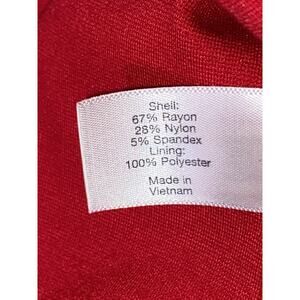 Shell:
67% Rayon
28% Nylon
5% Spandex
Lining:
100% Polyester
Made in
Vietnam